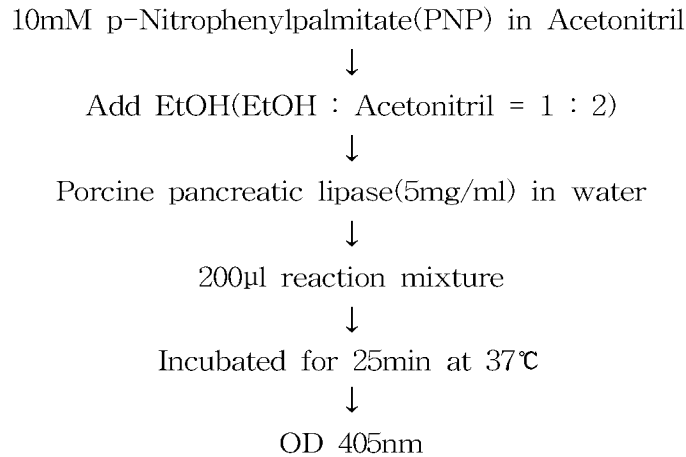 10mM p-Nitrophenylpalmitate(PNP) in Acetonitril
↓
Add EtOH(EtOH : Acetonitril = 1 : 2)
↓
Porcine pancreatic lipase(5mg/ml) in water
↓
200μl reaction mixture
↓
Incubated for 25min at 37℃
↓
OD 405nm